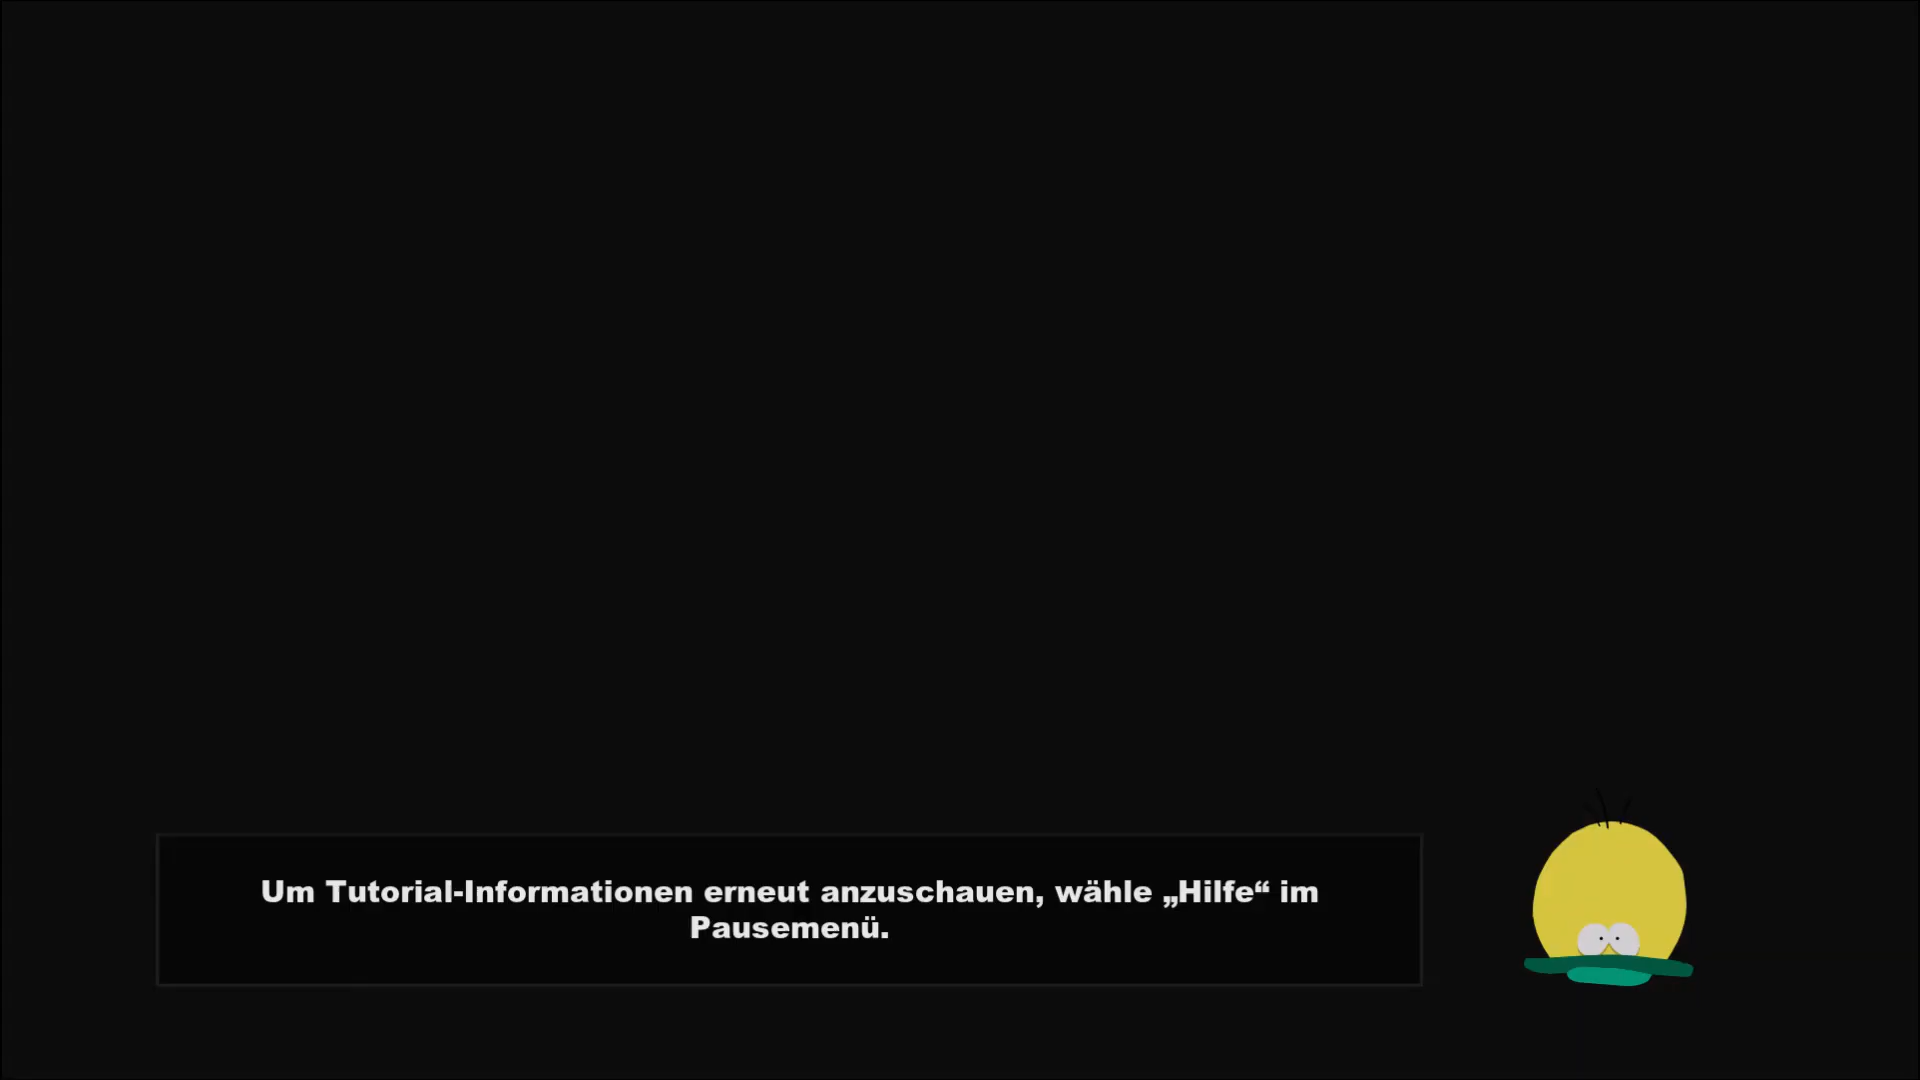 Um Tutorial-Informationen erneut anzuschauen, wähle „Hilfe“ im
Pausemenü.